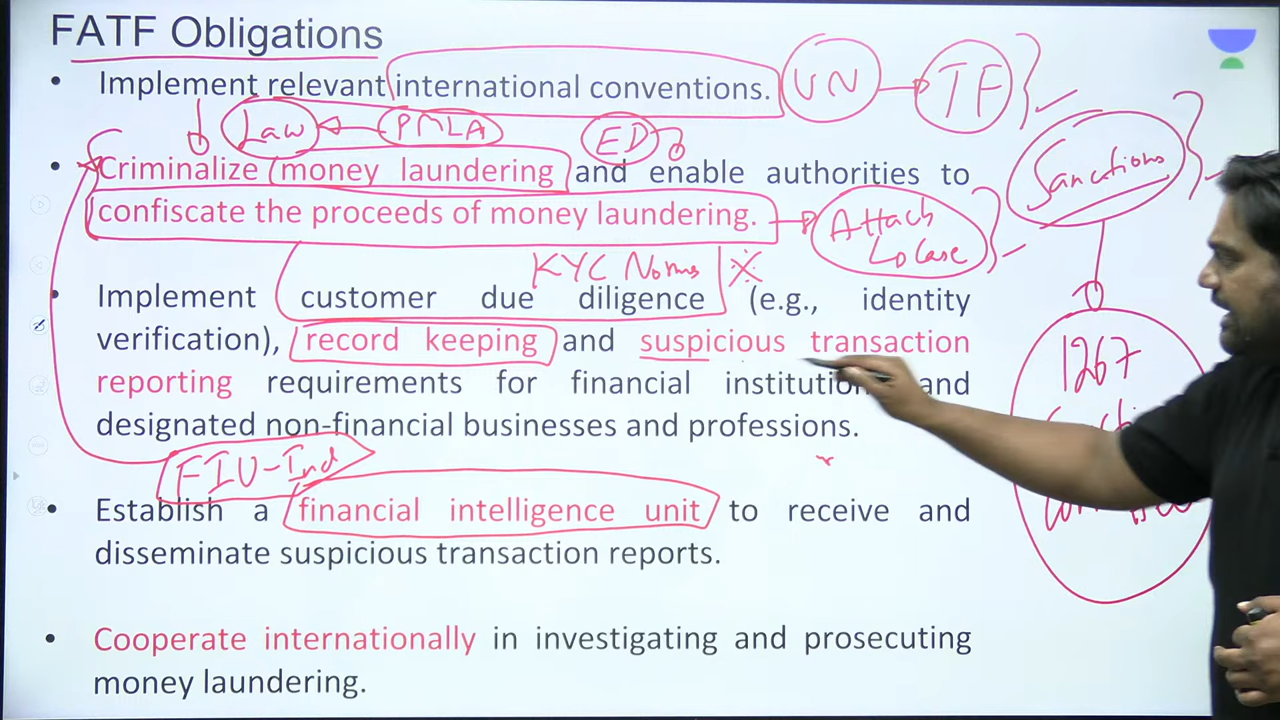 FATF Obligations
• Implement relevant international conventions. UN TF
Law PMLA ED
Sanctions
• Criminalize money laundering and enable authorities to
confiscate the proceeds of money laundering. Attach
Case
KYC Norms
• Implement customer due diligence (e.g., identity
verification), record keeping and suspicious transaction
1267
reporting requirements for financial institution and
designated non-financial businesses and professions.
FIU-Ind
• Establish a financial intelligence unit to receive and
disseminate suspicious transaction reports.
• Cooperate internationally in investigating and prosecuting
money laundering.